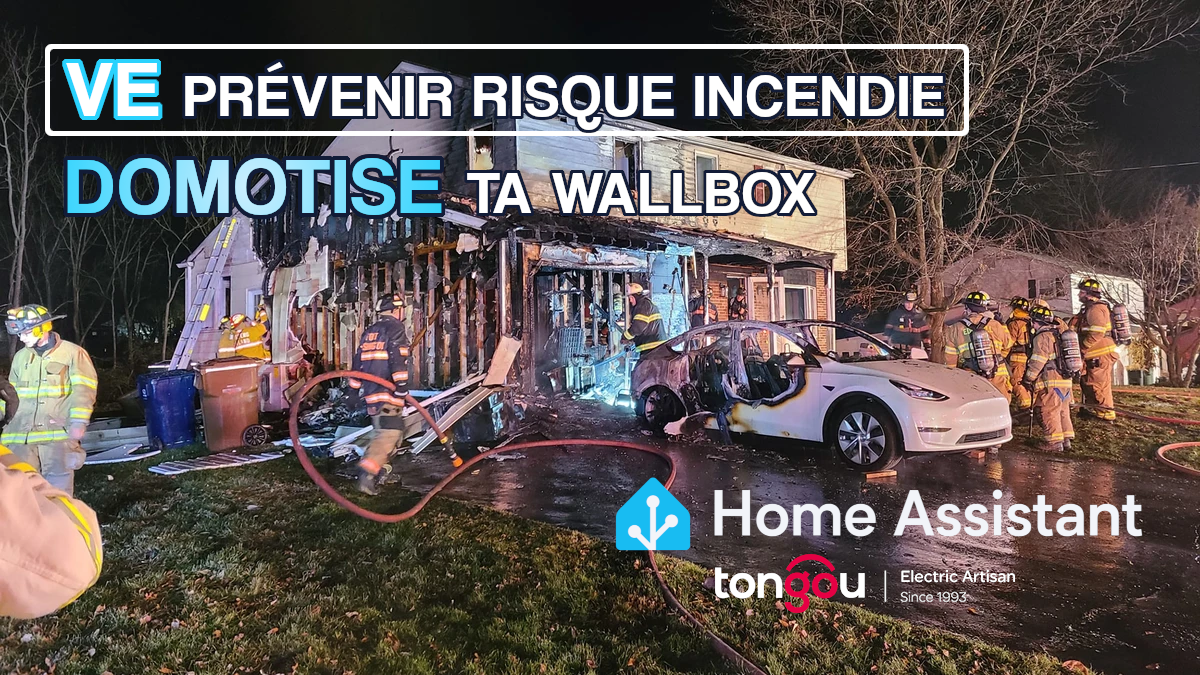 VE PRÉVENIR RISQUE INCENDIE
DOMOTISE TA WALLBOX
Home Assistant
tongou
Electric Artisan
Since 1993